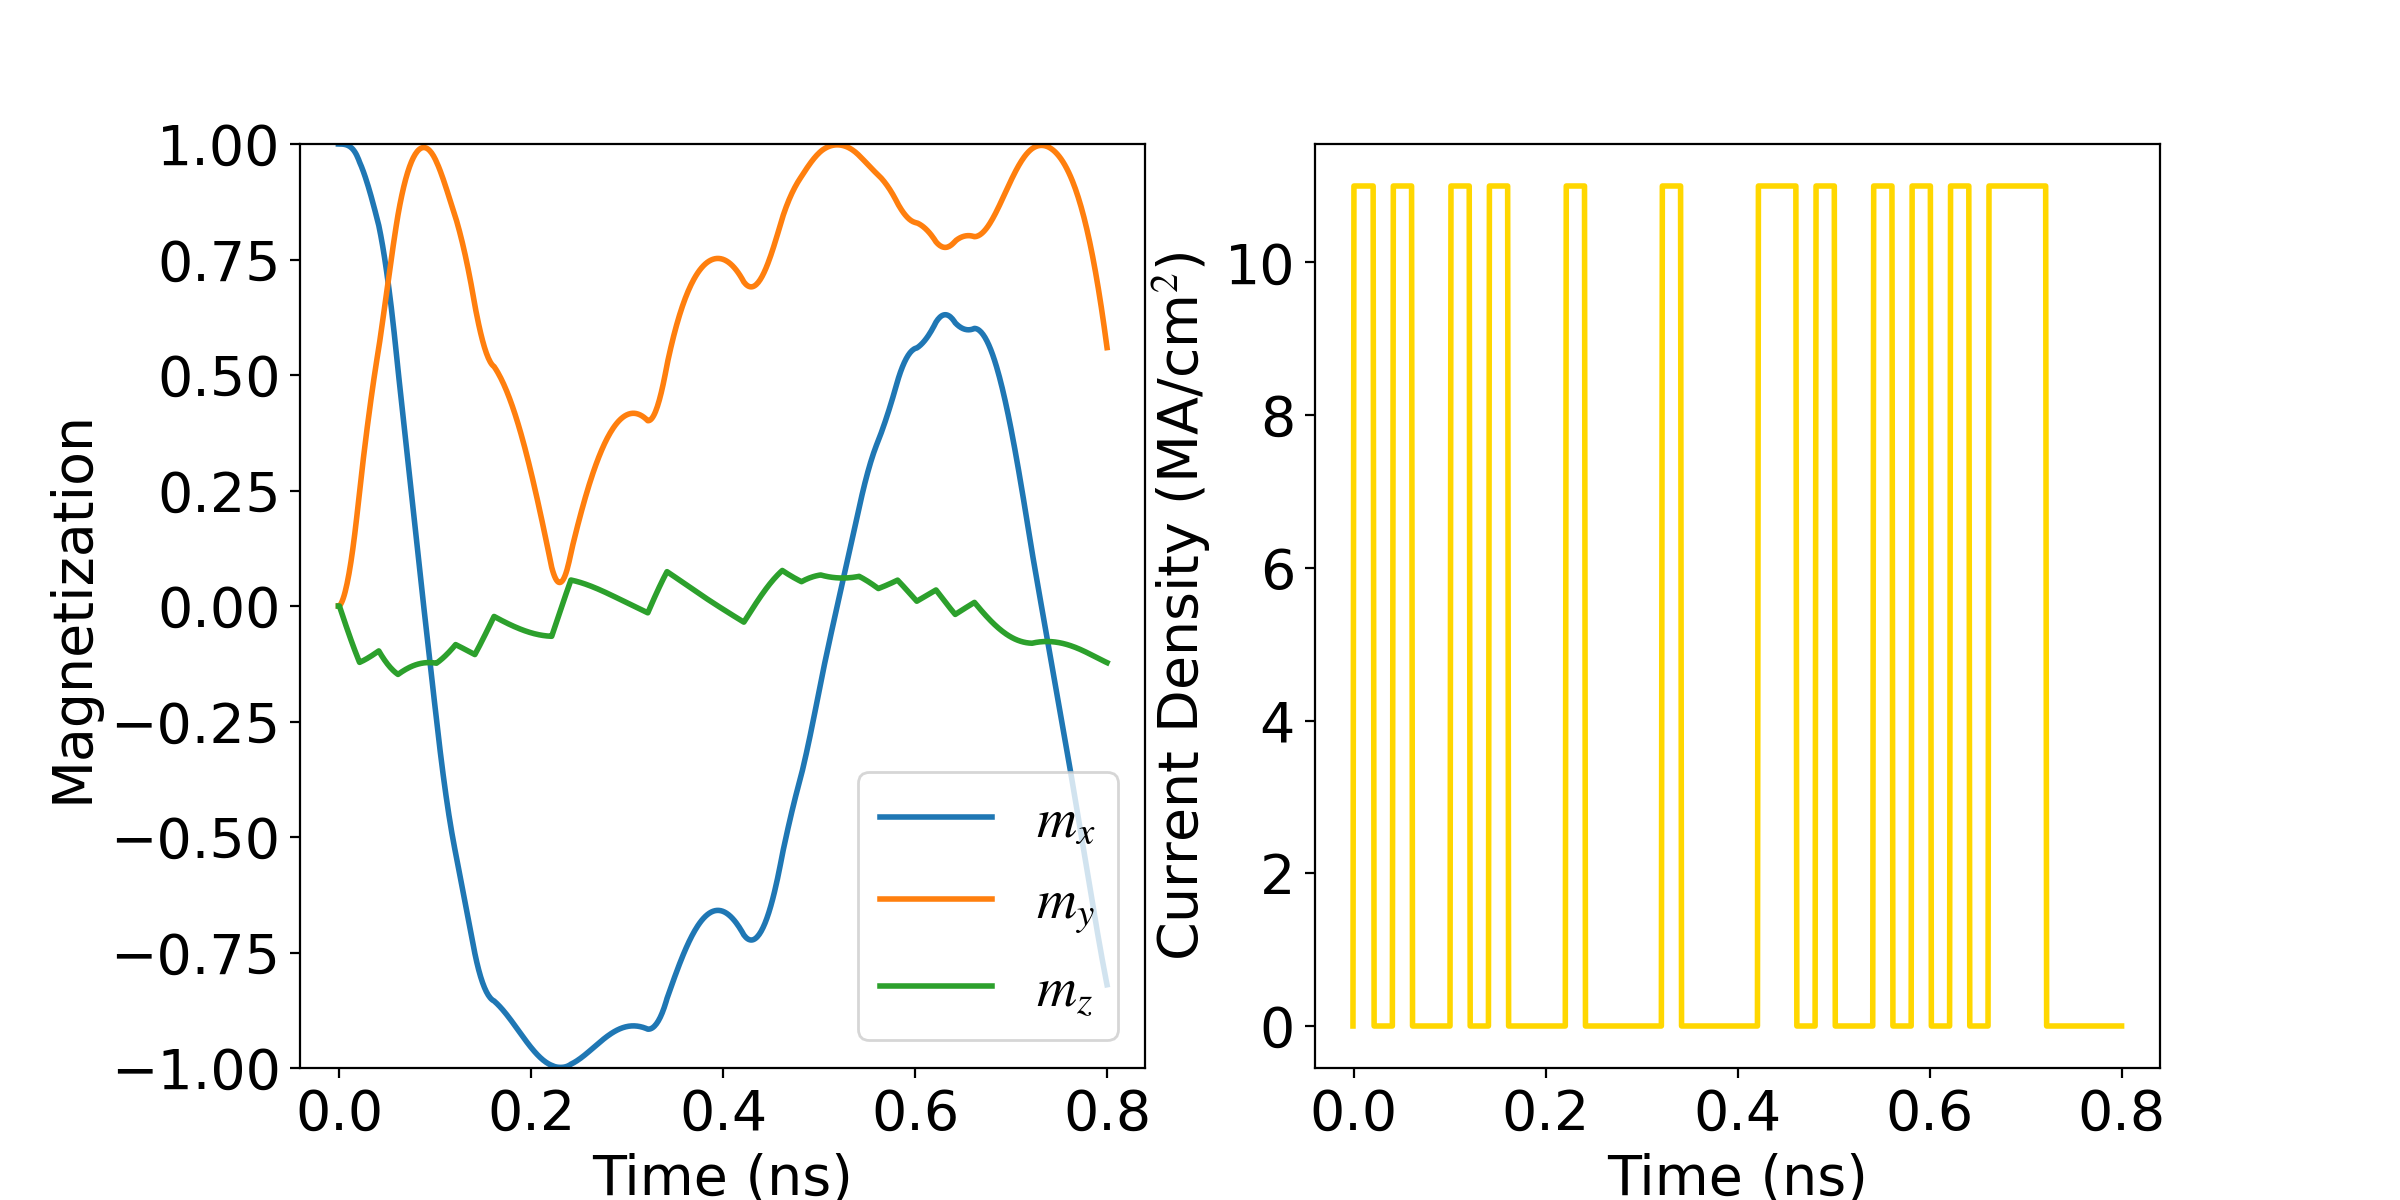 1.00
0.75
0.50
0.25
0.00
−0.25
−0.50
−0.75
−1.00
Magnetization
0.0 0.2 0.4 0.6 0.8
Time (ns)
m_x
m_y
m_z
Current Density (MA/cm²)
10
8
6
4
2
0
0.0 0.2 0.4 0.6 0.8
Time (ns)